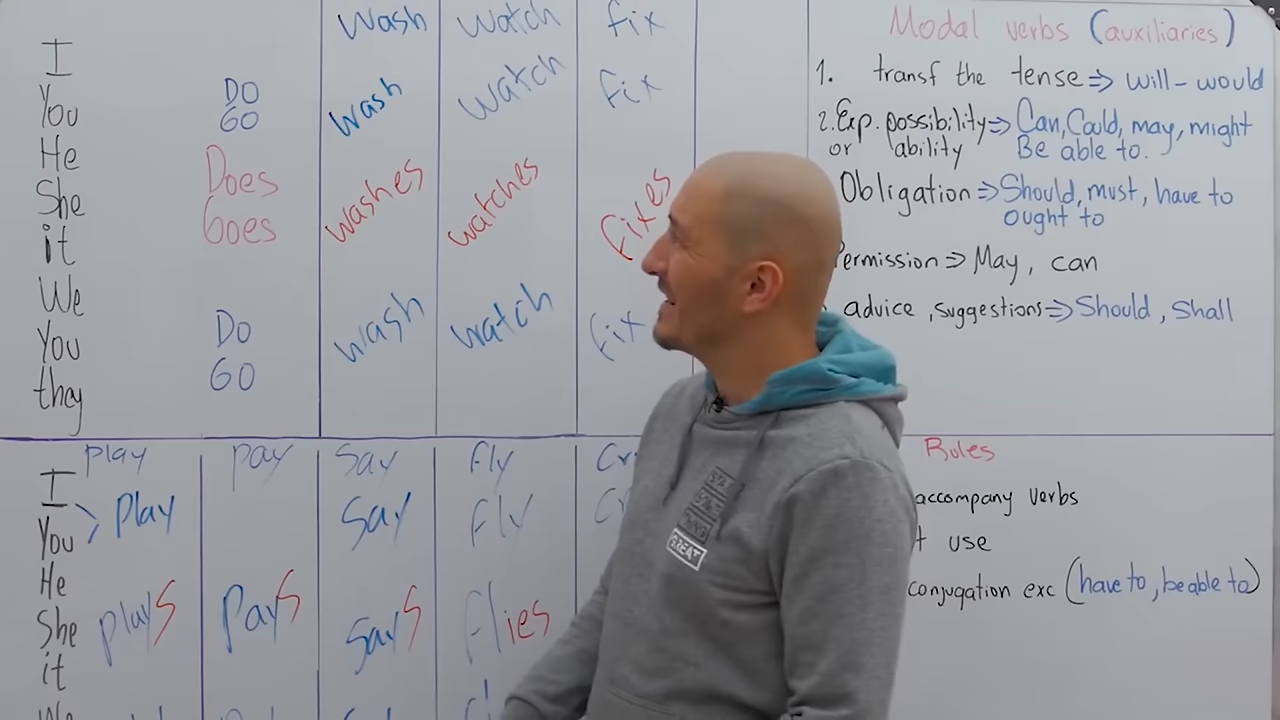 wash watch fix
I
You DO wash watch fix
GO
He Does washes watches fixes
She Goes
it
We
You DO wash watch fix
they GO
Modal verbs (auxiliaries)
1. transf the tense ⇒ will - would
2. Exp. possibility ⇒ Can, Could, may, might
or ability Be able to.
Obligation ⇒ Should, must, have to
ought to
Permission ⇒ May, can
advice, suggestions ⇒ Should, Shall
play pay Say Fly
I
You Play Say Fly
He
She plays Pays Says Flies
it
We
Rules
accompany verbs
use
conjugation exc (have to, be able to)
GREAT